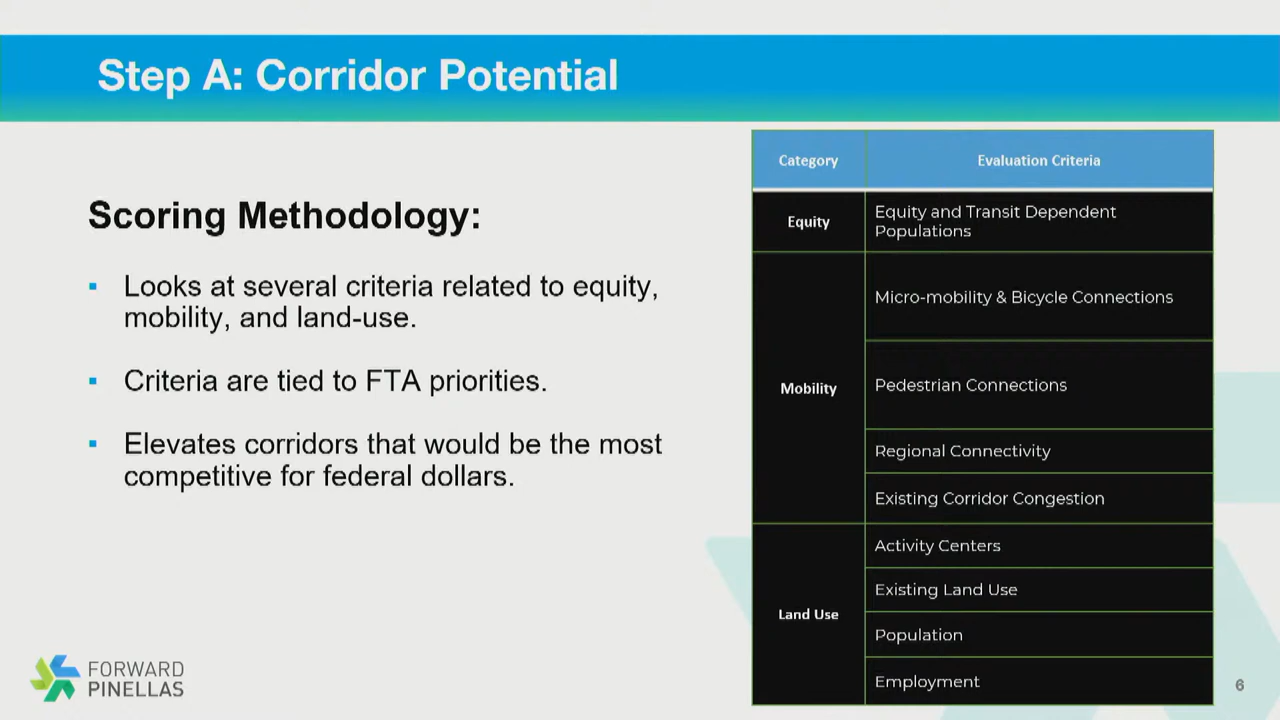 Step A: Corridor Potential
Scoring Methodology:
▪ Looks at several criteria related to equity,
mobility, and land-use.
▪ Criteria are tied to FTA priorities.
▪ Elevates corridors that would be the most
competitive for federal dollars.
Category Evaluation Criteria
Equity
Equity and Transit Dependent
Populations
Mobility
Micro-mobility & Bicycle Connections
Pedestrian Connections
Regional Connectivity
Existing Corridor Congestion
Land Use
Activity Centers
Existing Land Use
Population
Employment
FORWARD
PINELLAS
6